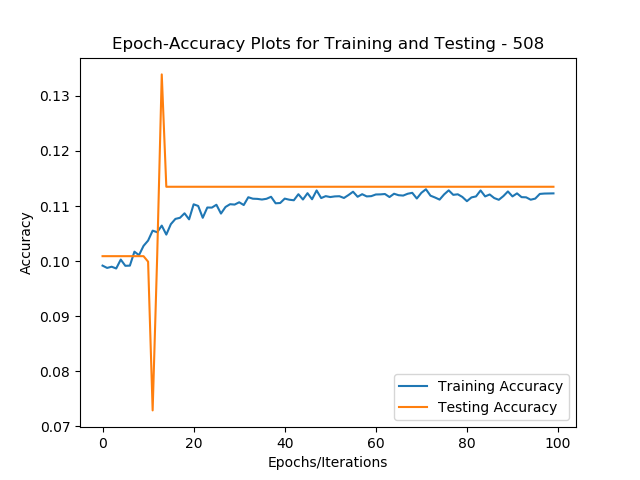 Epoch-Accuracy Plots for Training and Testing - 508
0.13
0.12
0.11
0.10
0.09
0.08
0.07
Accuracy
0 20 40 60 80 100
Epochs/Iterations
Training Accuracy
Testing Accuracy